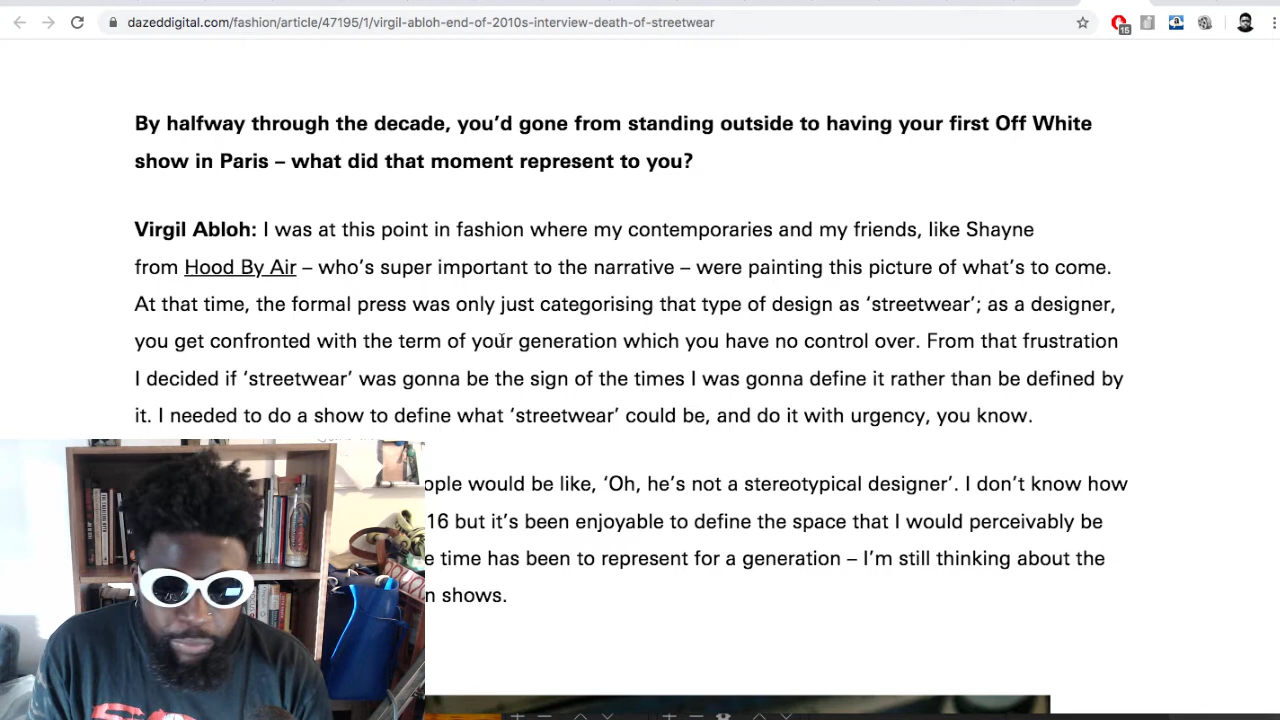 dazeddigital.com/fashion/article/47195/1/virgil-abloh-end-of-2010s-interview-death-of-streetwear
15
By halfway through the decade, you’d gone from standing outside to having your first Off White
show in Paris – what did that moment represent to you?
Virgil Abloh: I was at this point in fashion where my contemporaries and my friends, like Shayne
from Hood By Air – who’s super important to the narrative – were painting this picture of what’s to come.
At that time, the formal press was only just categorising that type of design as ‘streetwear’; as a designer,
you get confronted with the term of your generation which you have no control over. From that frustration
I decided if ‘streetwear’ was gonna be the sign of the times I was gonna define it rather than be defined by
it. I needed to do a show to define what ‘streetwear’ could be, and do it with urgency, you know.
ople would be like, ‘Oh, he’s not a stereotypical designer’. I don’t know how
16 but it’s been enjoyable to define the space that I would perceivably be
e time has been to represent for a generation – I’m still thinking about the
n shows.